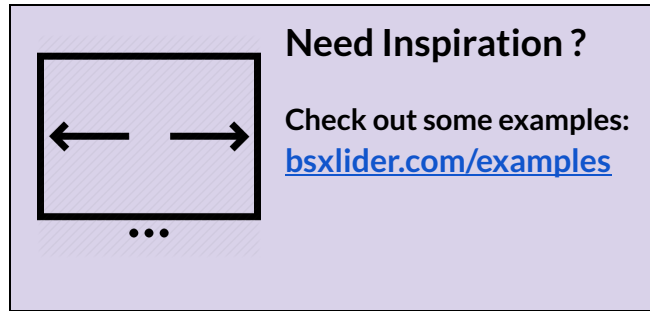 Need Inspiration ?
Check out some examples:
bsxlider.com/examples